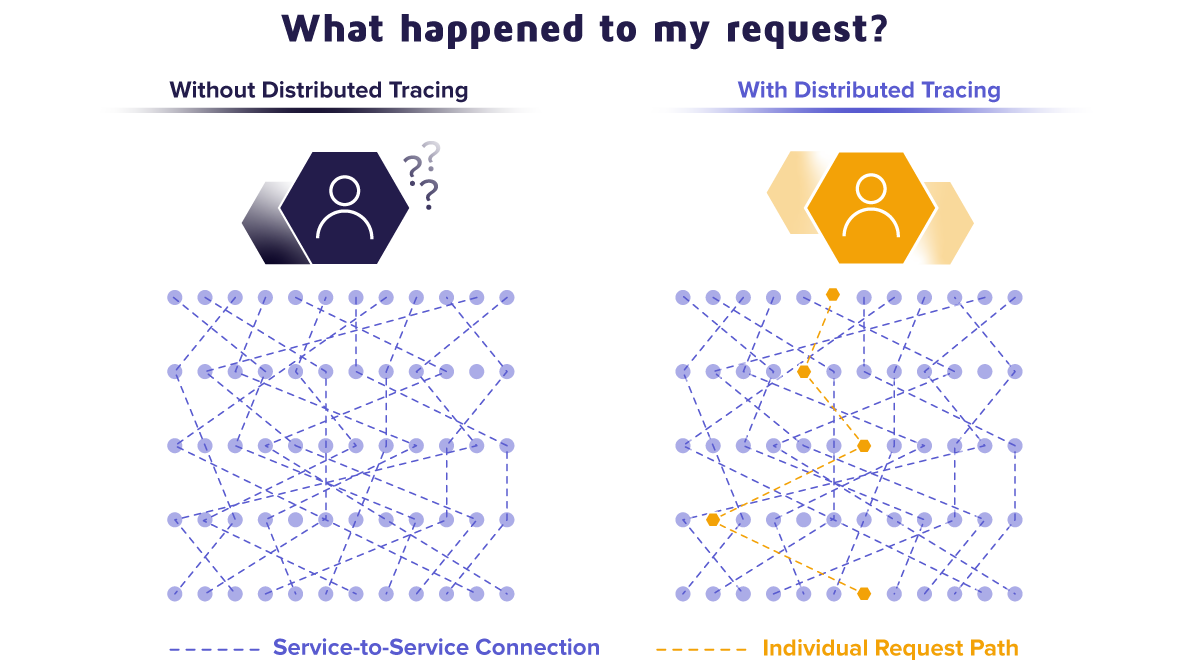 What happened to my request?
Without Distributed Tracing
With Distributed Tracing
???
Service-to-Service Connection
Individual Request Path